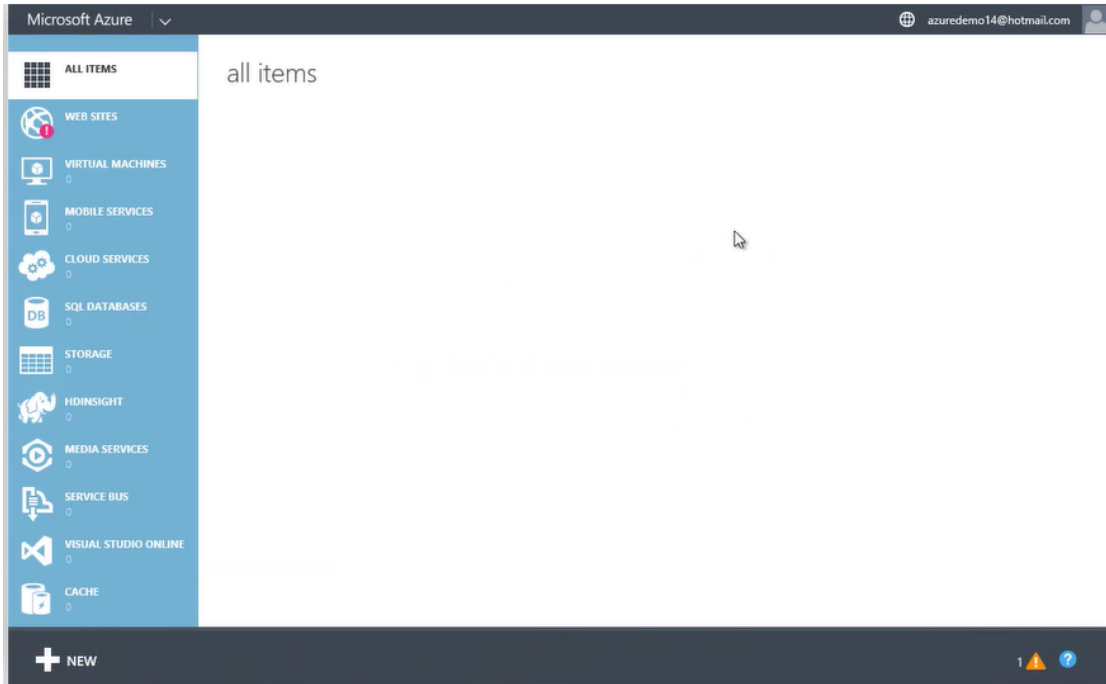 Microsoft Azure
azuredemo14@hotmail.com
ALL ITEMS
all items
WEB SITES
!
VIRTUAL MACHINES
0
MOBILE SERVICES
0
CLOUD SERVICES
0
DB
SQL DATABASES
0
STORAGE
0
HDINSIGHT
0
MEDIA SERVICES
0
SERVICE BUS
0
VISUAL STUDIO ONLINE
0
CACHE
0
NEW
1
?